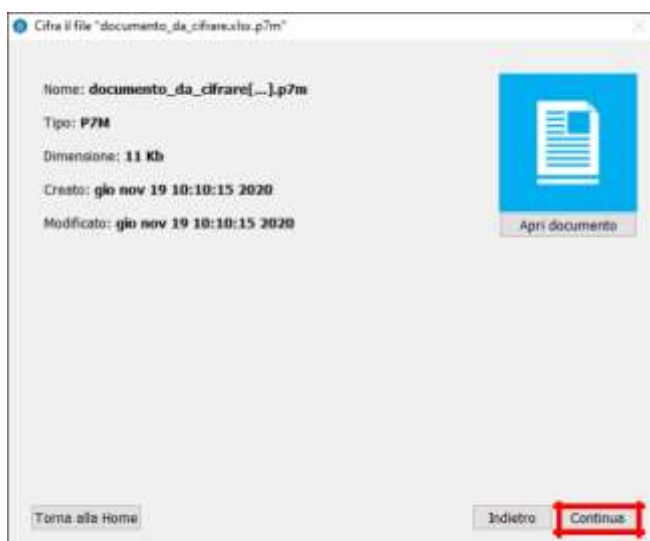 Cifra il file "documento_da_cifrare.xlsx.p7m"
Nome: documento_da_cifrare[...].p7m
Tipo: P7M
Dimensione: 11 Kb
Creato: gio nov 19 10:10:15 2020
Modificato: gio nov 19 10:10:15 2020
Apri documento
Torna alla Home
Indietro
Continua